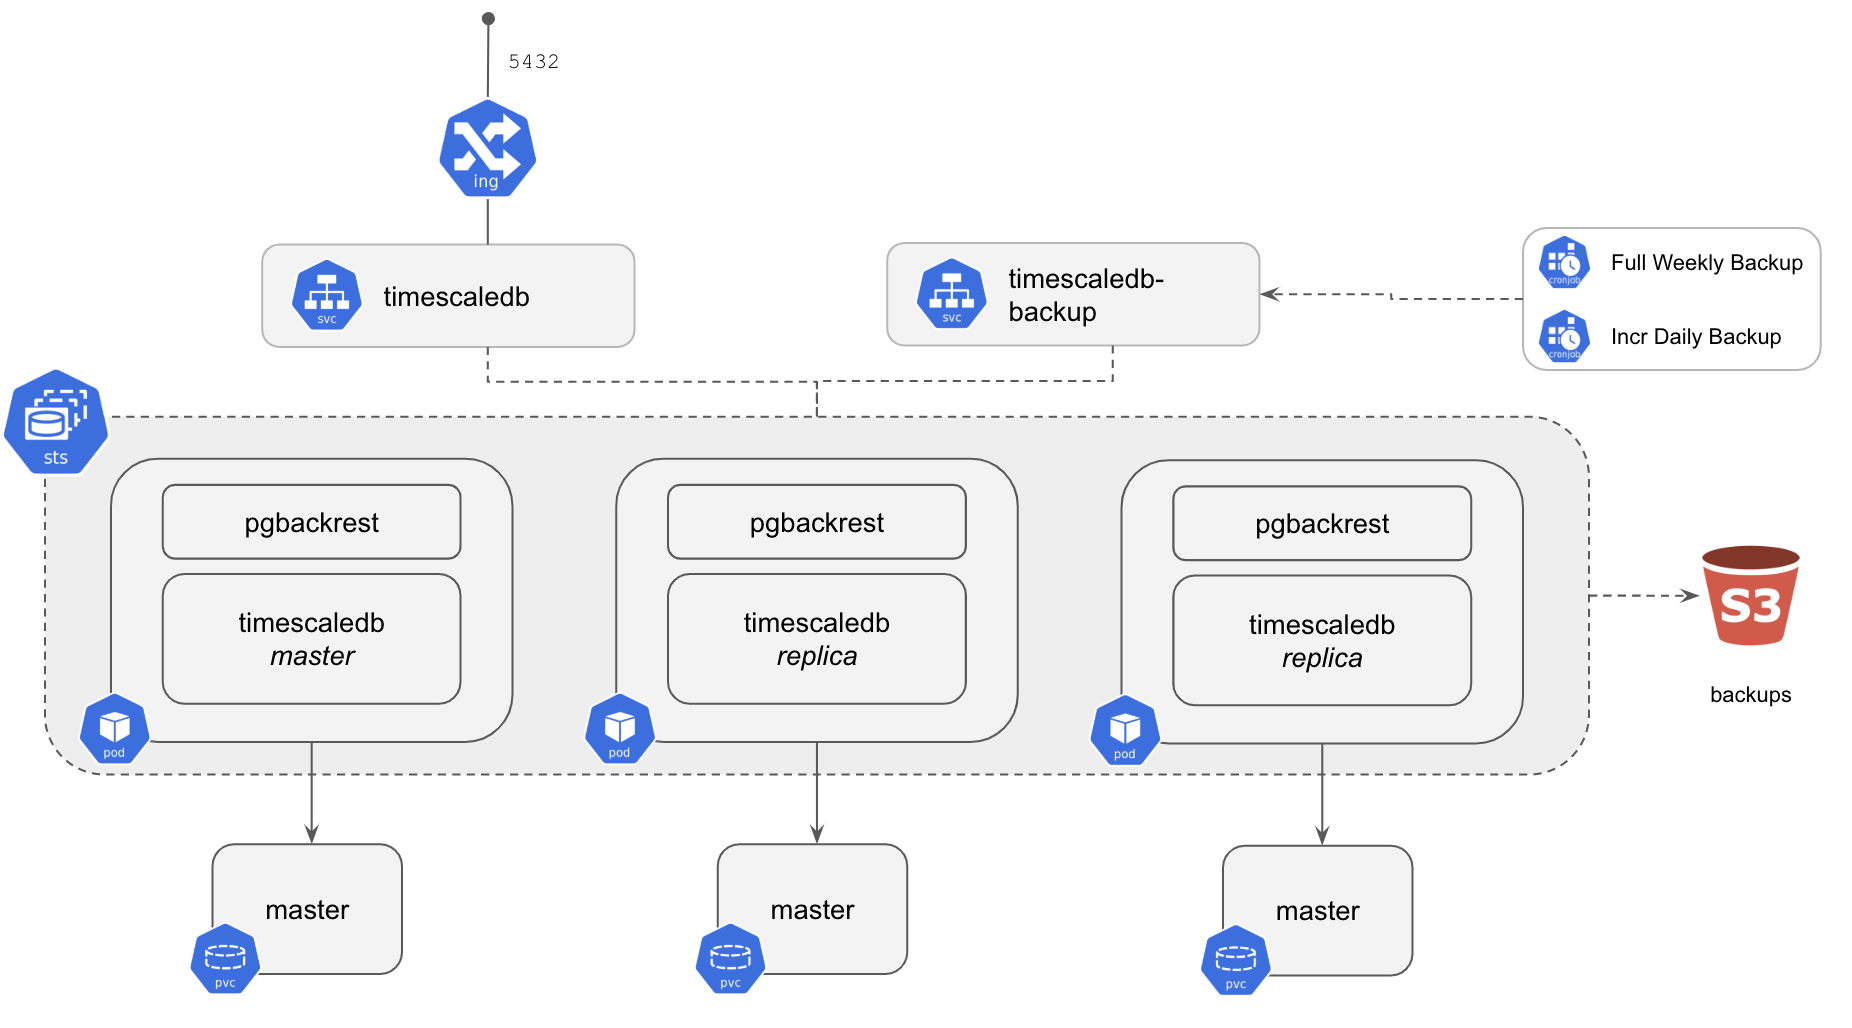 5432
ing
svc
timescaledb
svc
timescaledb-
backup
cronjob
Full Weekly Backup
cronjob
Incr Daily Backup
sts
pgbackrest
timescaledb
master
pod
pgbackrest
timescaledb
replica
pod
pgbackrest
timescaledb
replica
pod
S3
backups
master
pvc
master
pvc
master
pvc